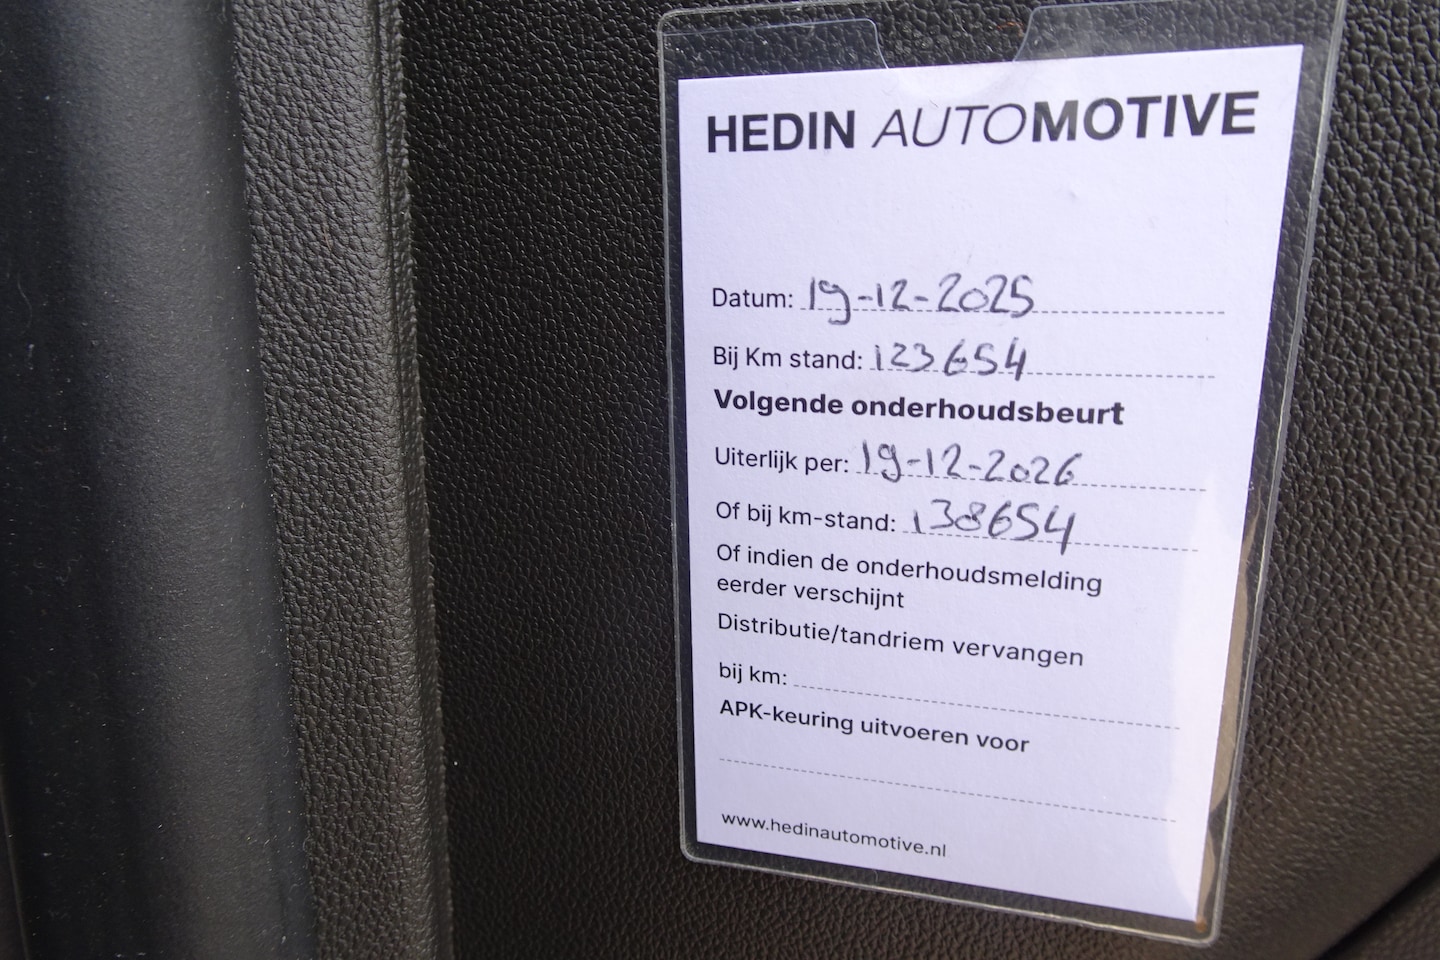 HEDIN AUTOMOTIVE
Datum: 19-12-2025
Bij Km stand: 123654
Volgende onderhoudsbeurt
Uiterlijk per: 19-12-2026
Of bij km-stand: 138654
Of indien de onderhoudsmelding
eerder verschijnt
Distributie/tandriem vervangen
bij km:
APK-keuring uitvoeren voor
www.hedinautomotive.nl